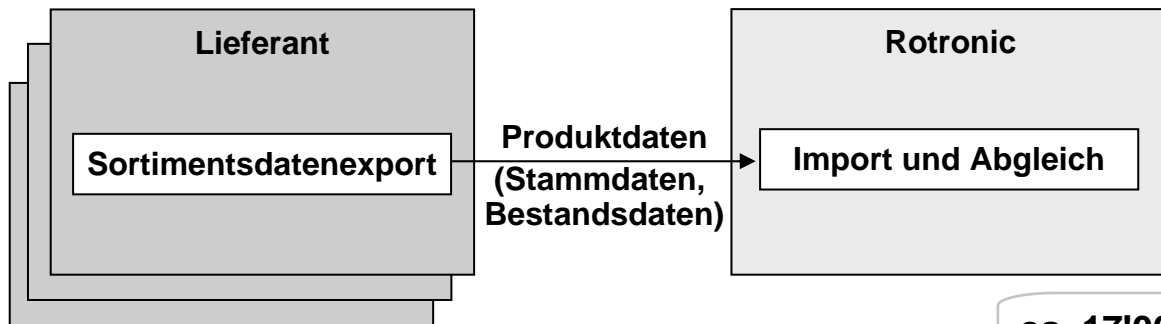 Lieferant
Rotronic
Sortimentsdatenexport
Produktdaten
(Stammdaten,
Bestandsdaten)
Import und Abgleich